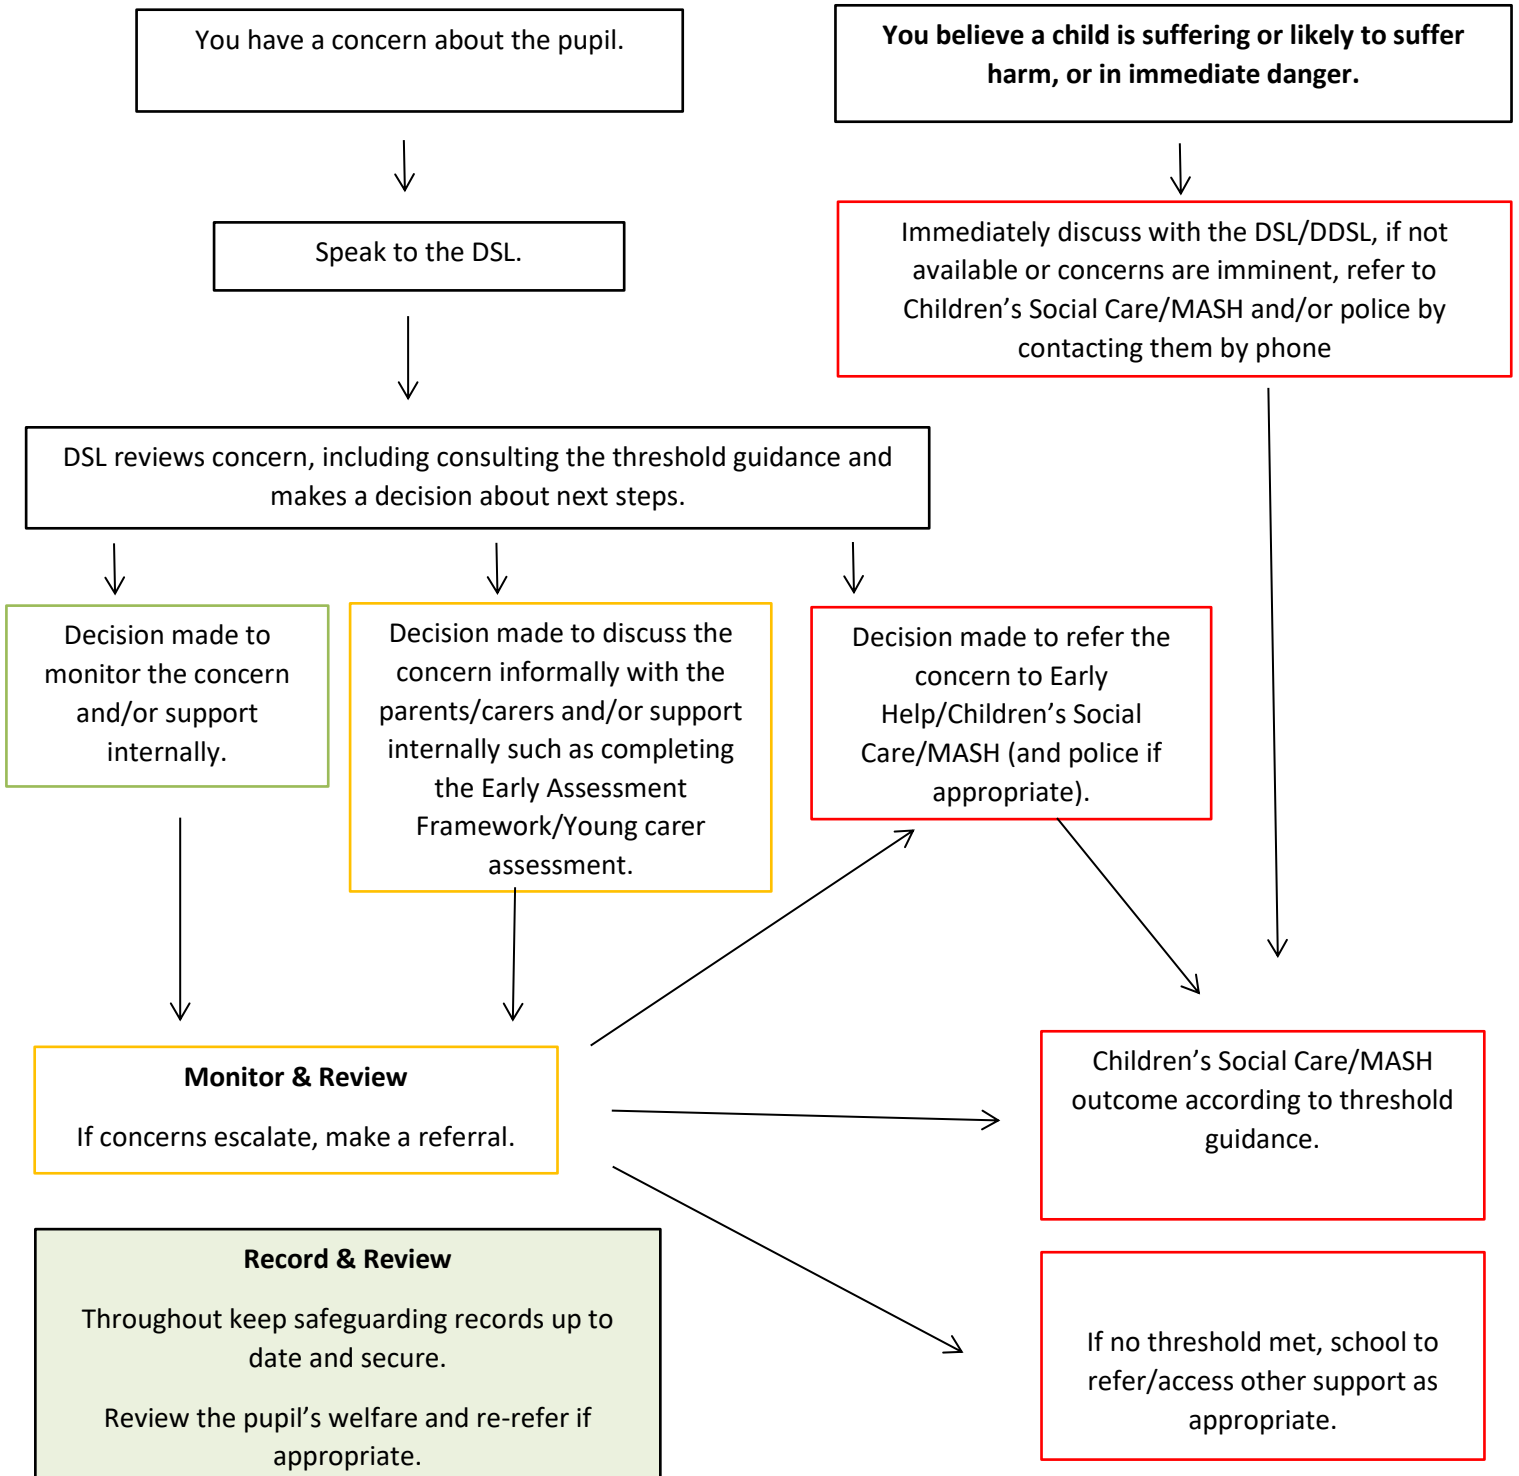 You have a concern about the pupil.
You believe a child is suffering or likely to suffer
harm, or in immediate danger.
Speak to the DSL.
Immediately discuss with the DSL/DDSL, if not
available or concerns are imminent, refer to
Children’s Social Care/MASH and/or police by
contacting them by phone
DSL reviews concern, including consulting the threshold guidance and
makes a decision about next steps.
Decision made to
monitor the concern
and/or support
internally.
Decision made to discuss the
concern informally with the
parents/carers and/or support
internally such as completing
the Early Assessment
Framework/Young carer
assessment.
Decision made to refer the
concern to Early
Help/Children’s Social
Care/MASH (and police if
appropriate).
Monitor & Review
If concerns escalate, make a referral.
Children’s Social Care/MASH
outcome according to threshold
guidance.
Record & Review
Throughout keep safeguarding records up to
date and secure.
Review the pupil’s welfare and re-refer if
appropriate.
If no threshold met, school to
refer/access other support as
appropriate.